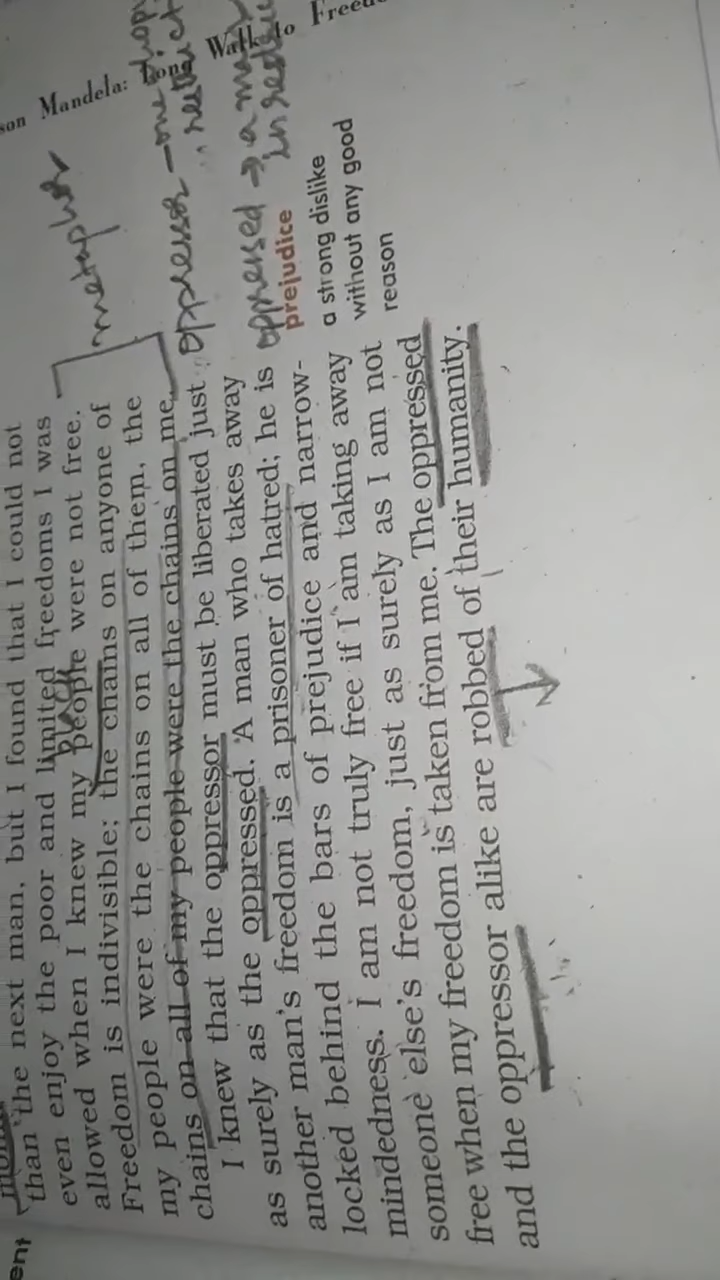 son Mandela: Long Walk to
than the next man, but I found that I could not
even enjoy the poor and limited freedoms I was
black
allowed when I knew my people were not free.
metaphor
Freedom is indivisible; the chains on anyone of
my people were the chains on all of them, the
chains on all of my people were the chains on me.
oppressor
I knew that the oppressor must be liberated just
as surely as the oppressed. A man who takes away
oppressed → a
another man's freedom is a prisoner of hatred; he is
locked behind the bars of prejudice and narrow-
mindedness. I am not truly free if I am taking away
someone else's freedom, just as surely as I am not
free when my freedom is taken from me. The oppressed
and the oppressor alike are robbed of their humanity.
prejudice
a strong dislike
without any good
reason